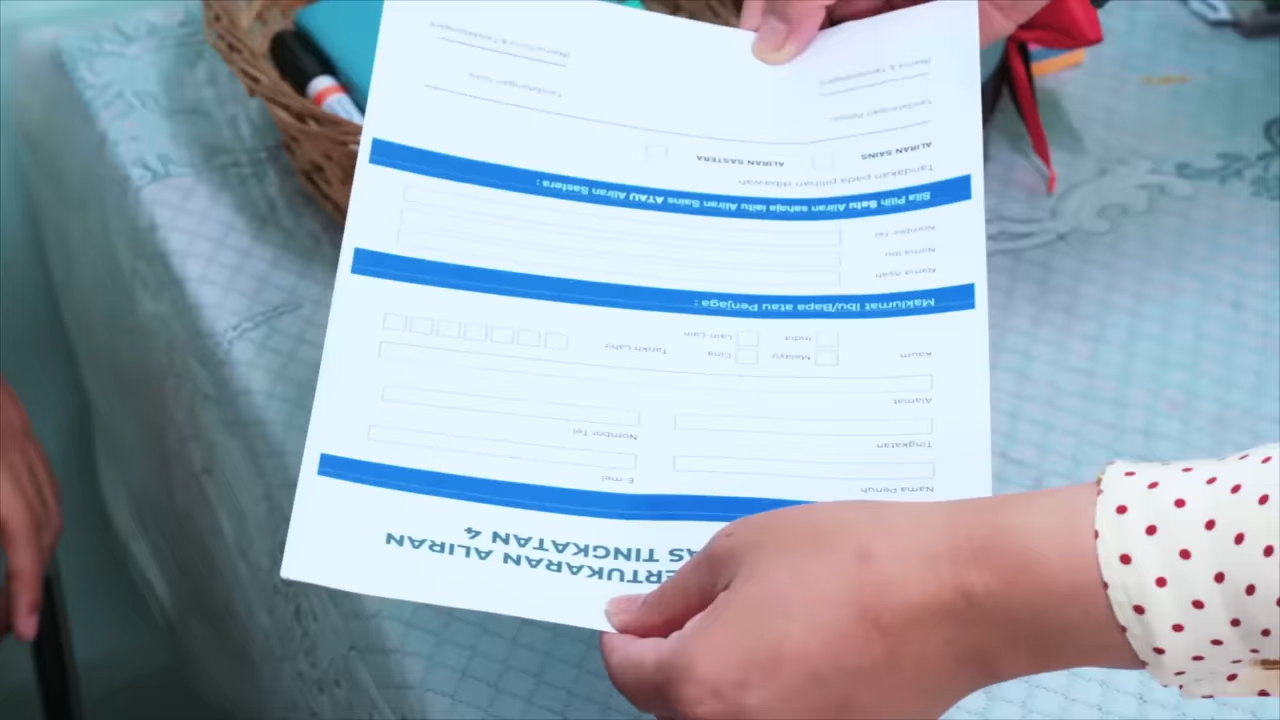 ERTUKARAN ALIRAN
AS TINGKATAN 4
Nama Penuh
E-mel
Tingkatan
Nombor Tel
Alamat
Kaum
Melayu
Cina
Tarikh Lahir
India
Lain-Lain
Maklumat Ibu/Bapa atau Penjaga :
Nama Ayah
Nama Ibu
Nombor Tel
Sila Pilih Satu Aliran sahaja iaitu Aliran Sains ATAU Aliran Sastera :
Tandakan pada pilihan dibawah
ALIRAN SAINS
ALIRAN SASTERA
Tandatangan Pelajar
Tandatangan Guru